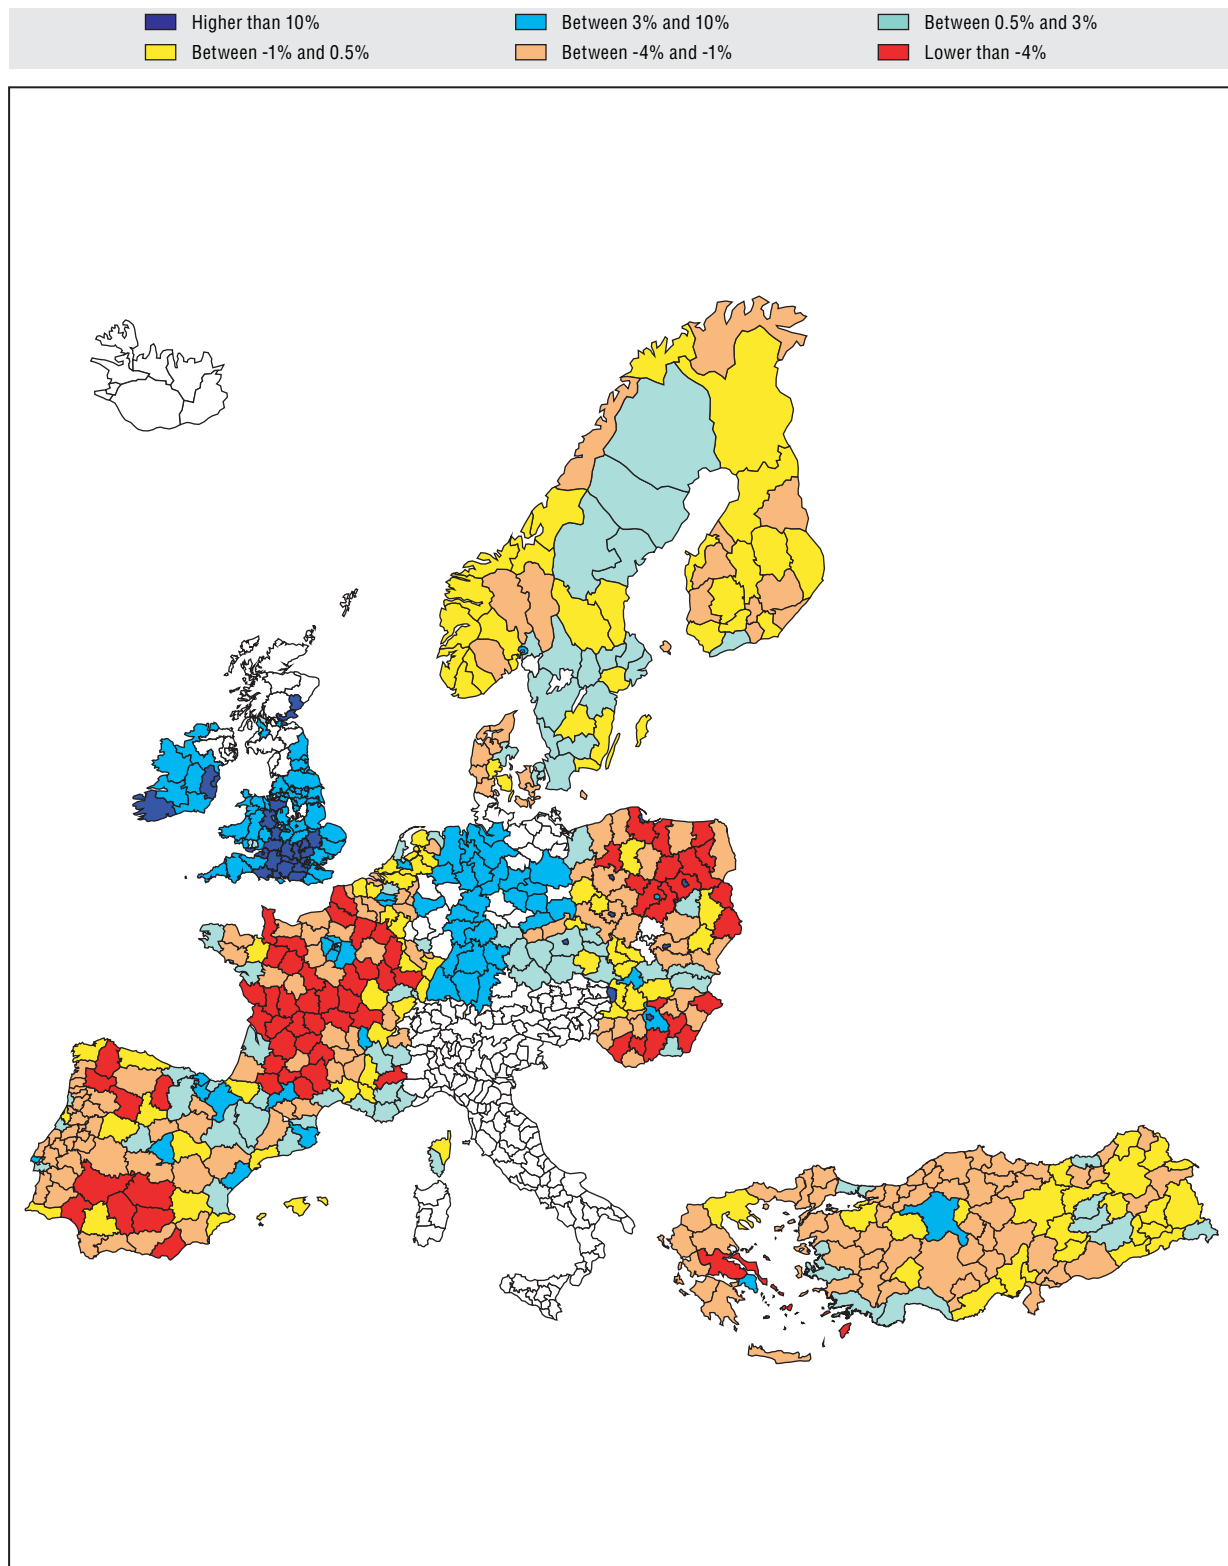 Higher than 10% Between 3% and 10% Between 0.5% and 3%
Between -1% and 0.5% Between -4% and -1% Lower than -4%